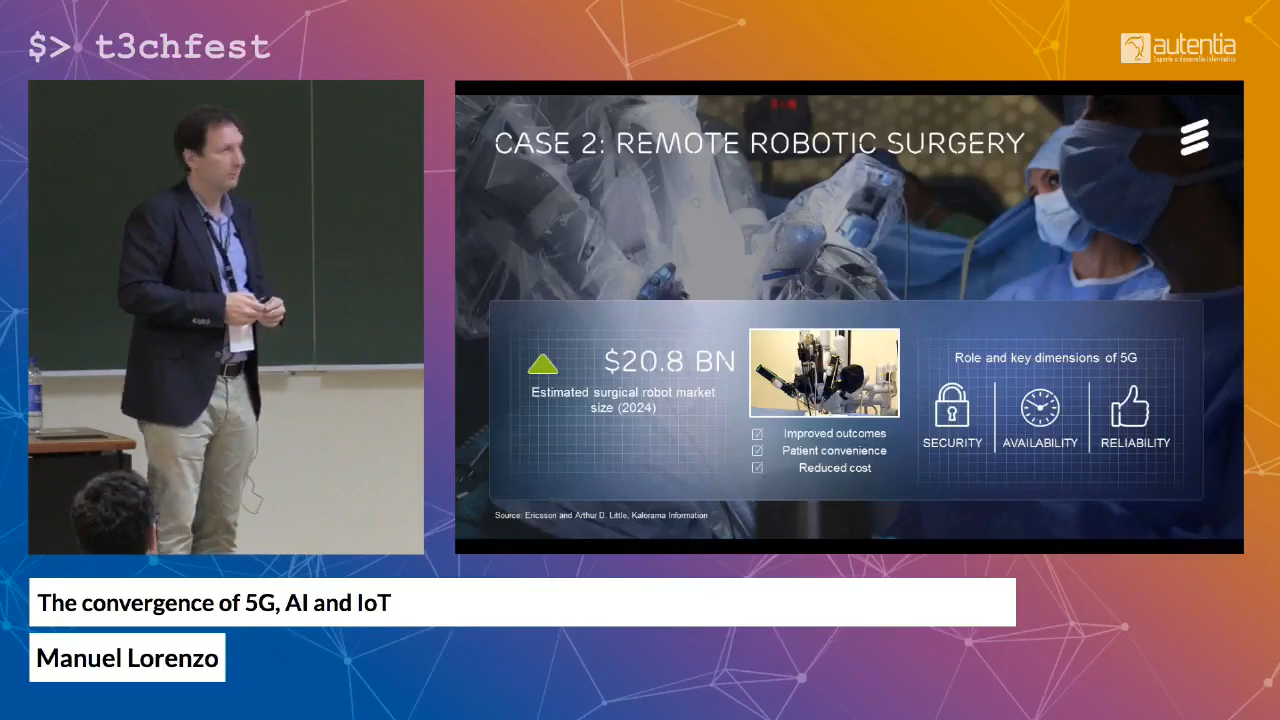 $> t3chfest
autentia
Soporte a desarrollo informático
CASE 2: REMOTE ROBOTIC SURGERY
$20.8 BN
Estimated surgical robot market
size (2024)
Improved outcomes
Patient convenience
Reduced cost
Role and key dimensions of 5G
SECURITY
AVAILABILITY
RELIABILITY
Source: Ericsson and Arthur D. Little, Kalorama Information
The convergence of 5G, AI and IoT
Manuel Lorenzo